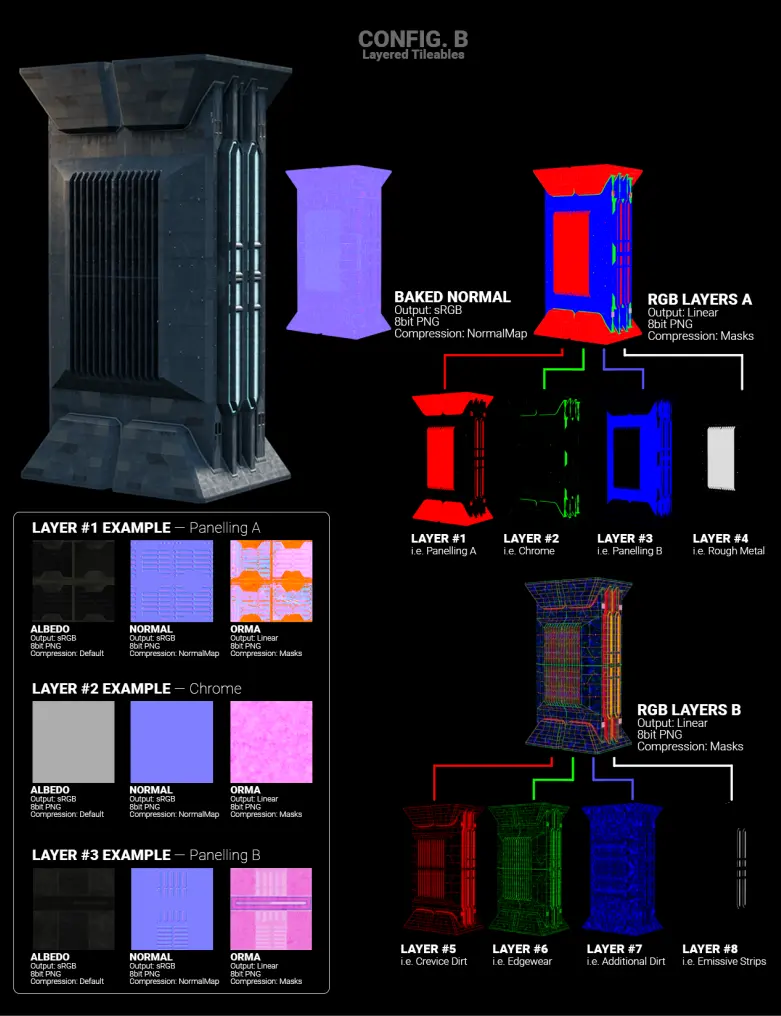 CONFIG. B
Layered Tileables
BAKED NORMAL
Output: sRGB
8bit PNG
Compression: NormalMap
RGB LAYERS A
Output: Linear
8bit PNG
Compression: Masks
LAYER #1
i.e. Panelling A
LAYER #2
i.e. Chrome
LAYER #3
i.e. Panelling B
LAYER #4
i.e. Rough Metal
LAYER #1 EXAMPLE — Panelling A
ALBEDO
Output: sRGB
8bit PNG
Compression: Default
NORMAL
Output: sRGB
8bit PNG
Compression: NormalMap
ORMA
Output: Linear
8bit PNG
Compression: Masks
LAYER #2 EXAMPLE — Chrome
ALBEDO
Output: sRGB
8bit PNG
Compression: Default
NORMAL
Output: sRGB
8bit PNG
Compression: NormalMap
ORMA
Output: Linear
8bit PNG
Compression: Masks
LAYER #3 EXAMPLE — Panelling B
ALBEDO
Output: sRGB
8bit PNG
Compression: Default
NORMAL
Output: sRGB
8bit PNG
Compression: NormalMap
ORMA
Output: Linear
8bit PNG
Compression: Masks
RGB LAYERS B
Output: Linear
8bit PNG
Compression: Masks
LAYER #5
i.e. Crevice Dirt
LAYER #6
i.e. Edgewear
LAYER #7
i.e. Additional Dirt
LAYER #8
i.e. Emissive Strips